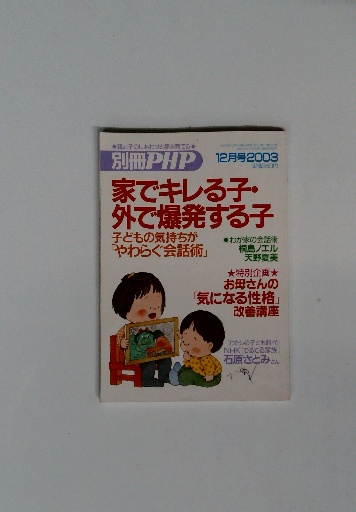 別冊PHP
12月号2003
家でキレる子・
外で爆発する子
子どもの気持ちが
「やわらぐ会話術」
●わが家の会話術
桐島ノエル
天野夏美
★特別企画★
お母さんの
「気になる性格」
改善講座
石原さとみさん